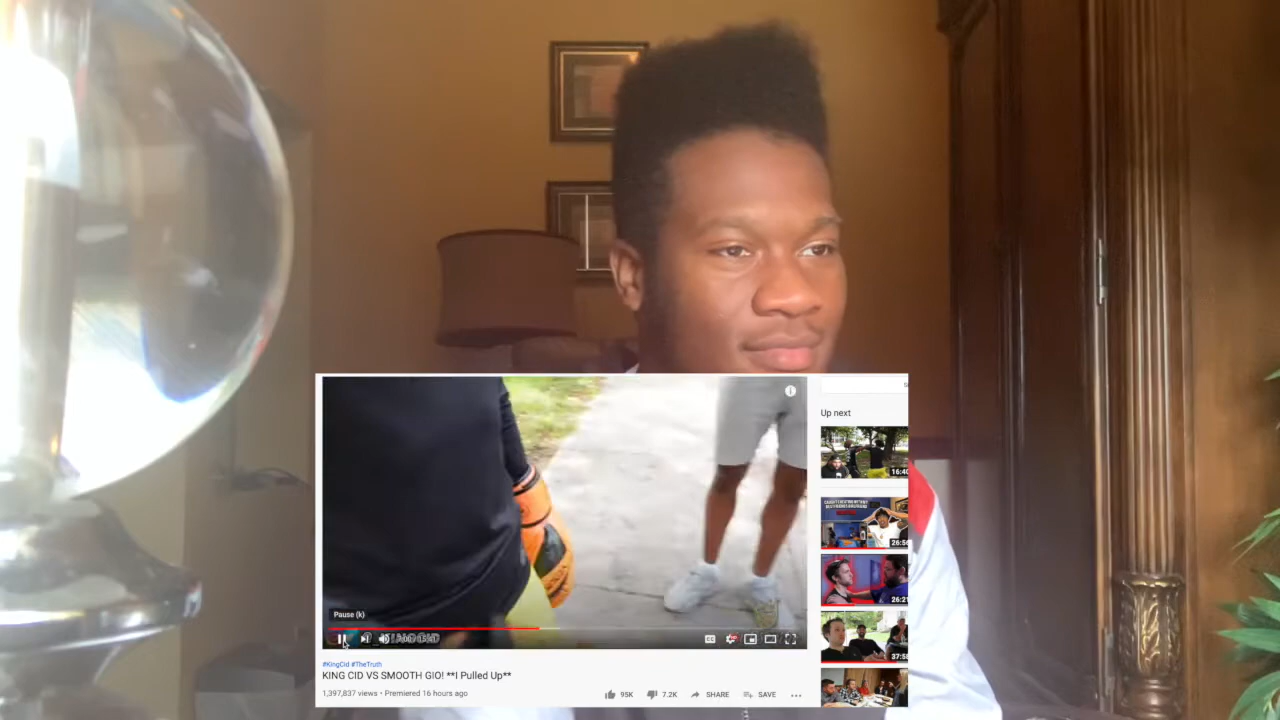 Up next
16:40
26:56
26:21
37:58
Pause (k)
CC
#KingCid #TheTruth
KING CID VS SMOOTH GIO! **I Pulled Up**
1,397,837 views • Premiered 16 hours ago
95K
7.2K
SHARE
SAVE